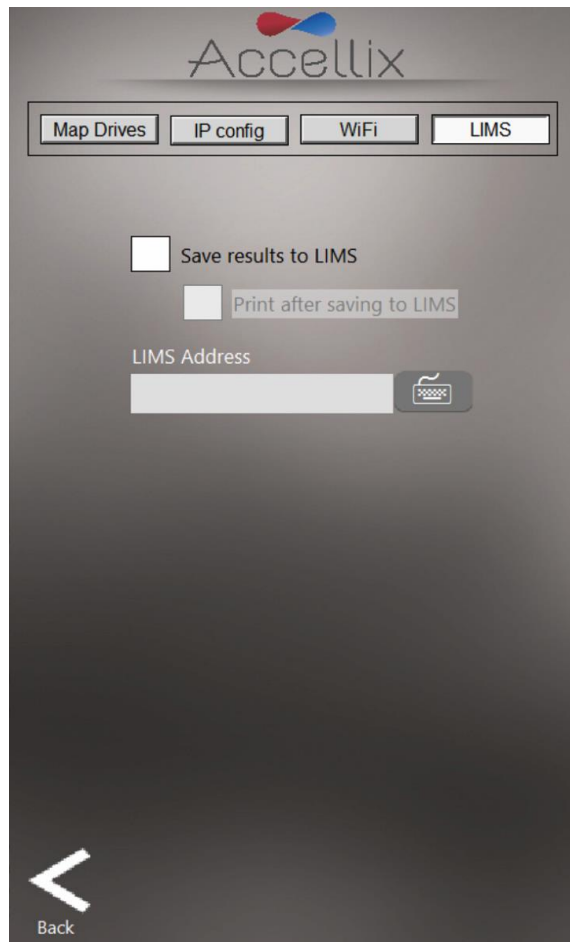 Accellix
Map Drives IP config WiFi LIMS
Save results to LIMS
Print after saving to LIMS
LIMS Address
Back